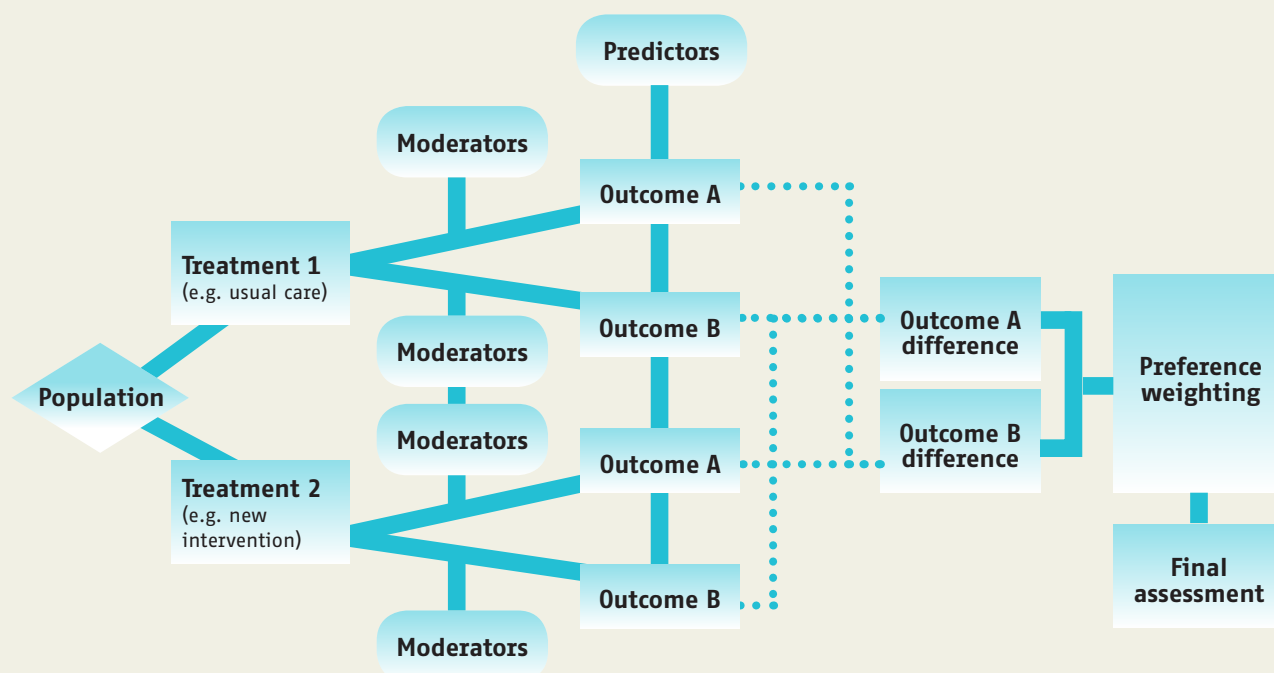 Predictors
Moderators
Outcome A
Treatment 1
(e.g. usual care)
Outcome B
Moderators
Population
Moderators
Outcome A
Treatment 2
(e.g. new
intervention)
Outcome B
Moderators
Outcome A
difference
Outcome B
difference
Preference
weighting
Final
assessment